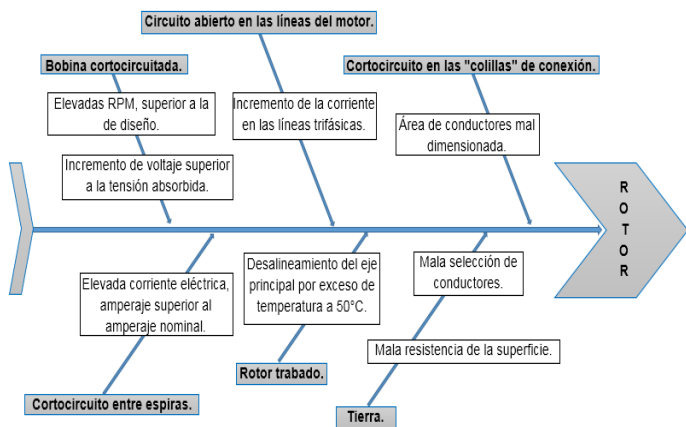 Circuito abierto en las líneas del motor.
Bobina cortocircuitada.
Cortocircuito en las "colillas" de conexión.
Elevadas RPM, superior a la
de diseño.
Incremento de la corriente
en las líneas trifásicas.
Área de conductores mal
dimensionada.
Incremento de voltaje superior
a la tensión absorbida.
ROTOR
Elevada corriente eléctrica,
amperaje superior al
amperaje nominal.
Desalineamiento del eje
principal por exceso de
temperatura a 50°C.
Mala selección de
conductores.
Mala resistencia de la superficie.
Rotor trabado.
Cortocircuito entre espiras.
Tierra.